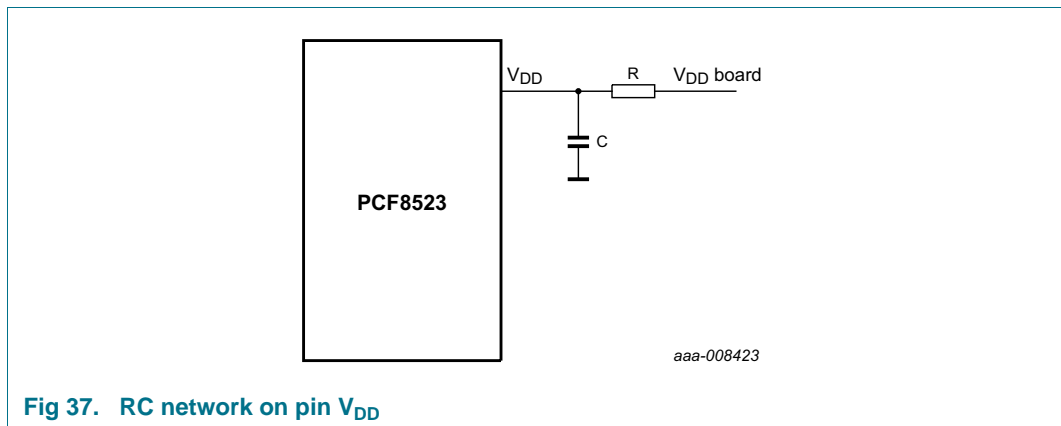 VDD R VDD board
C
PCF8523
aaa-008423
Fig 37. RC network on pin VDD